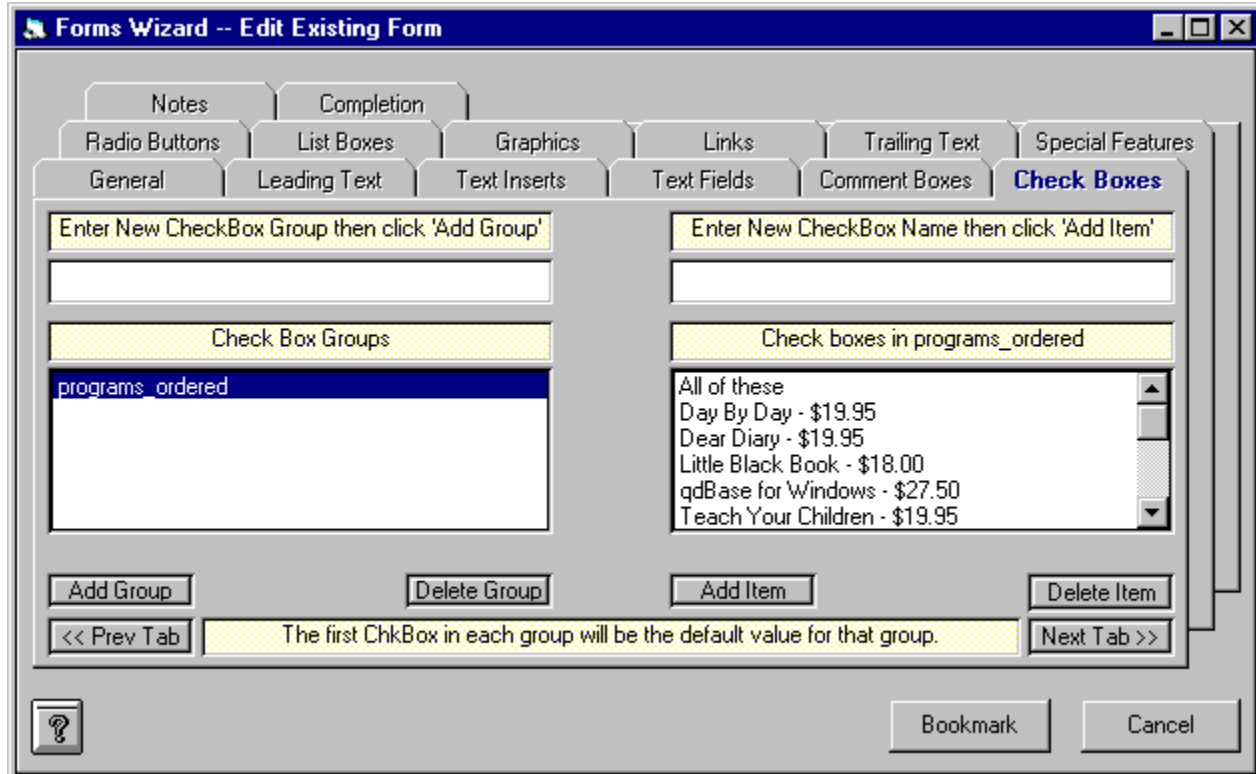 Forms Wizard -- Edit Existing Form
Notes Completion
Radio Buttons List Boxes Graphics Links Trailing Text Special Features
General Leading Text Text Inserts Text Fields Comment Boxes Check Boxes
Enter New CheckBox Group then click 'Add Group' Enter New CheckBox Name then click 'Add Item'
Check Box Groups Check boxes in programs_ordered
programs_ordered All of these
Day By Day - $19.95
Dear Diary - $19.95
Little Black Book - $18.00
qdBase for Windows - $27.50
Teach Your Children - $19.95
Add Group Delete Group Add Item Delete Item
<< Prev Tab The first ChkBox in each group will be the default value for that group. Next Tab >>
? Bookmark Cancel